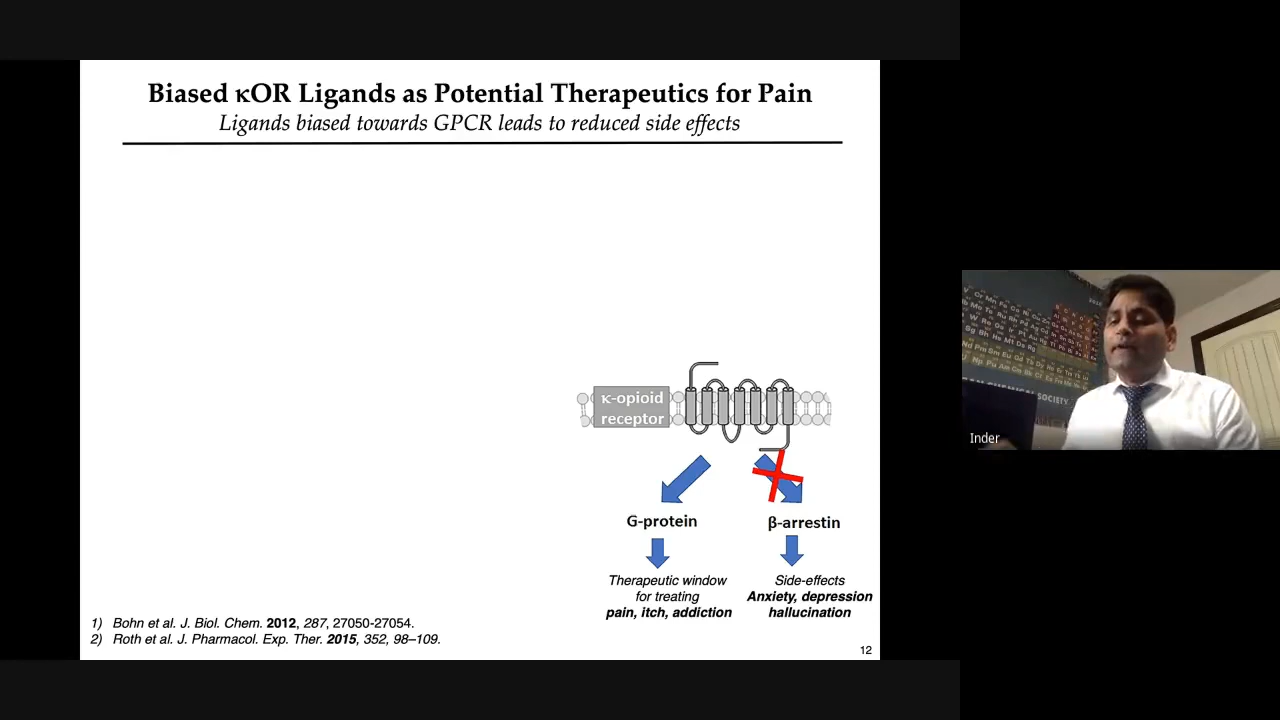 Biased κOR Ligands as Potential Therapeutics for Pain
Ligands biased towards GPCR leads to reduced side effects
κ-opioid
receptor
G-protein
β-arrestin
Therapeutic window
for treating
pain, itch, addiction
Side-effects
Anxiety, depression
hallucination
1) Bohn et al. J. Biol. Chem. 2012, 287, 27050-27054.
2) Roth et al. J. Pharmacol. Exp. Ther. 2015, 352, 98–109.
12
Inder